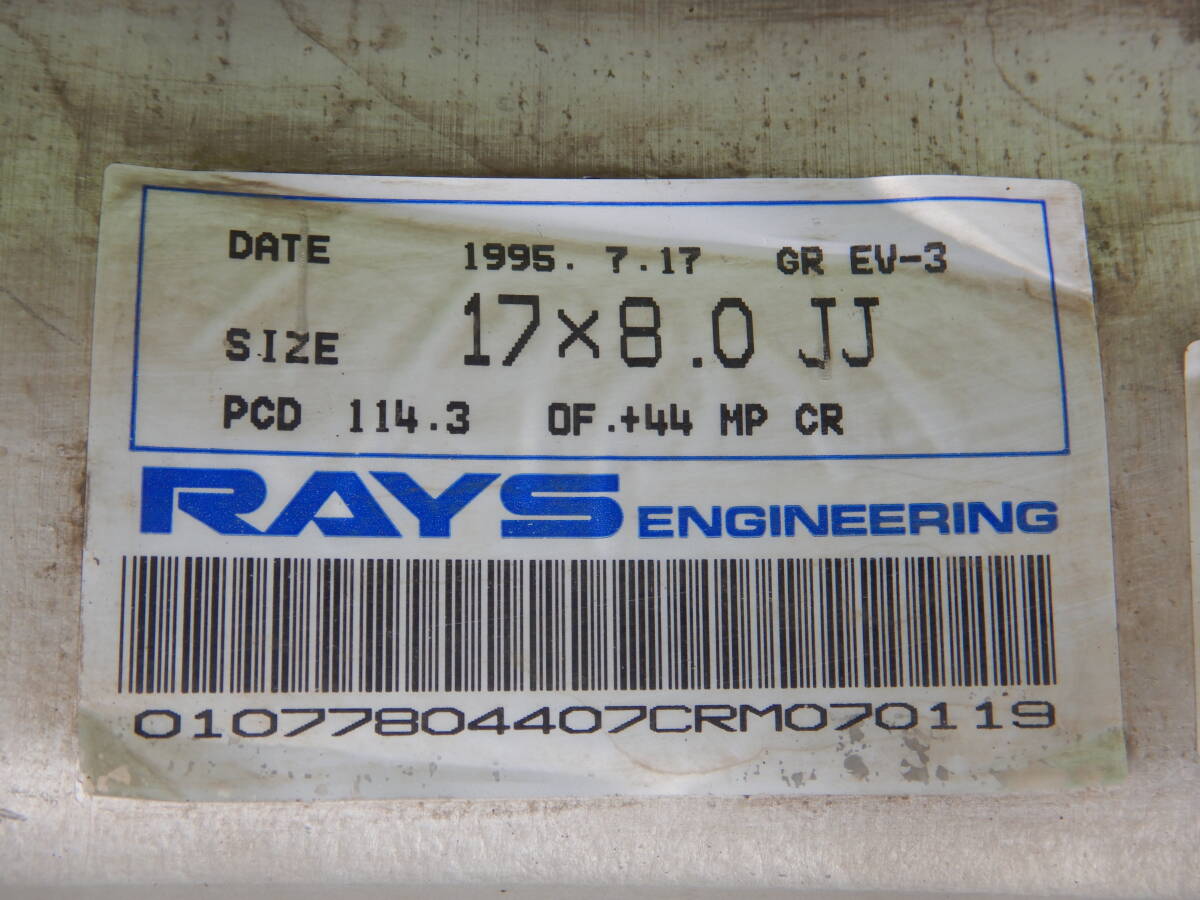 DATE 1995. 7.17 GR EV-3
SIZE 17×8.0 JJ
PCD 114.3 OF.+44 MP CR
RAYS ENGINEERING
01077804407CRM070119